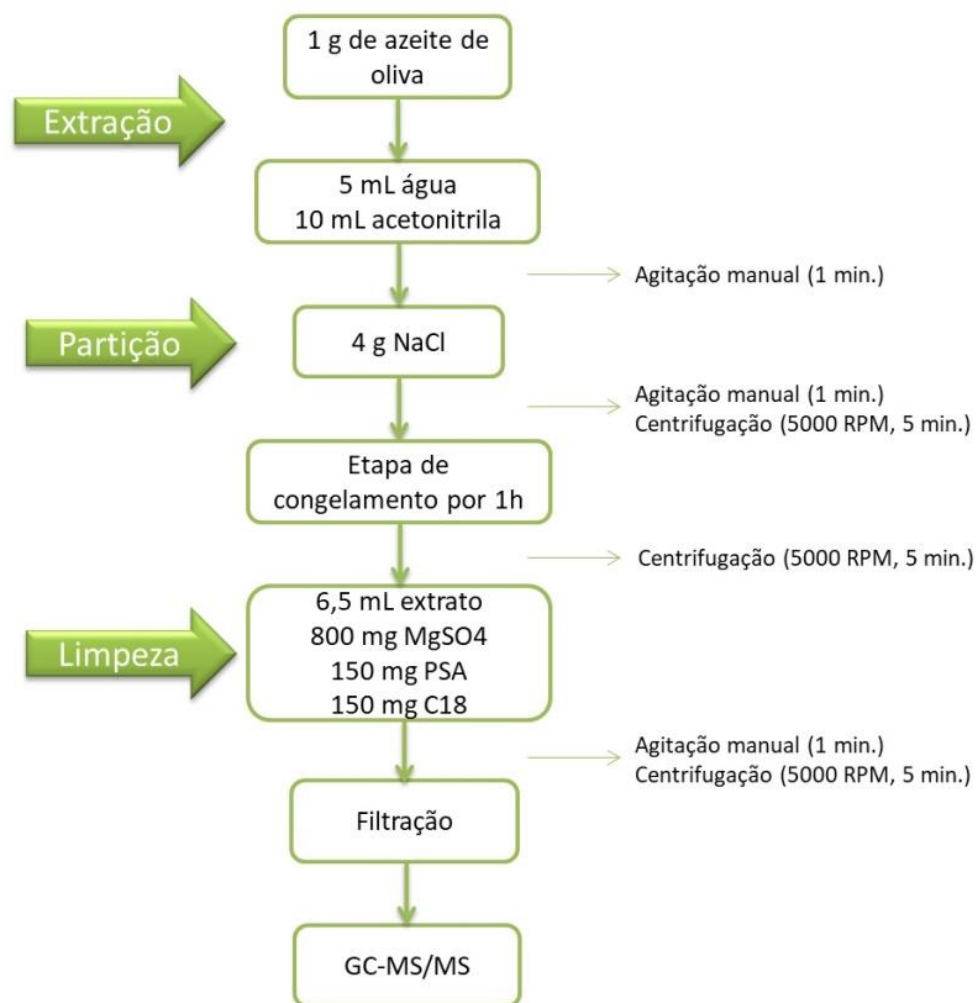 1 g de azeite de
oliva
Extração
5 mL água
10 mL acetonitrila
Agitação manual (1 min.)
Partição
4 g NaCl
Agitação manual (1 min.)
Centrifugação (5000 RPM, 5 min.)
Etapa de
congelamento por 1h
Centrifugação (5000 RPM, 5 min.)
Limpeza
6,5 mL extrato
800 mg MgSO4
150 mg PSA
150 mg C18
Agitação manual (1 min.)
Centrifugação (5000 RPM, 5 min.)
Filtração
GC-MS/MS